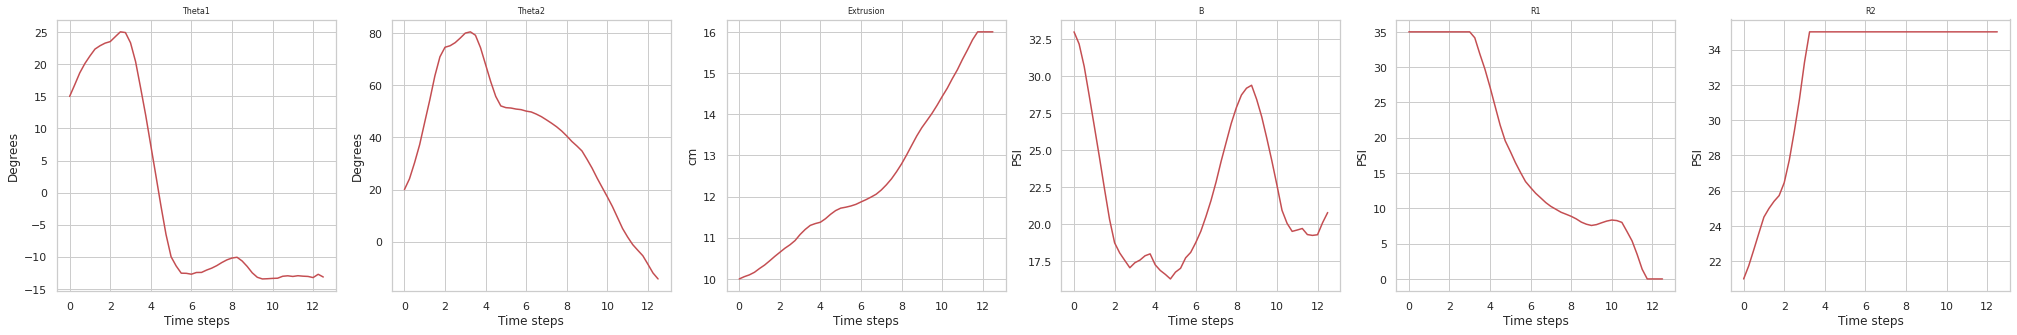 Theta1
Degrees
25
20
15
10
5
0
−5
−10
−15
0 2 4 6 8 10 12
Time steps
Theta2
Degrees
80
60
40
20
0
0 2 4 6 8 10 12
Time steps
Extrusion
cm
16
15
14
13
12
11
10
0 2 4 6 8 10 12
Time steps
B
PSI
32.5
30.0
27.5
25.0
22.5
20.0
17.5
0 2 4 6 8 10 12
Time steps
R1
PSI
35
30
25
20
15
10
5
0
0 2 4 6 8 10 12
Time steps
R2
PSI
34
32
30
28
26
24
22
0 2 4 6 8 10 12
Time steps